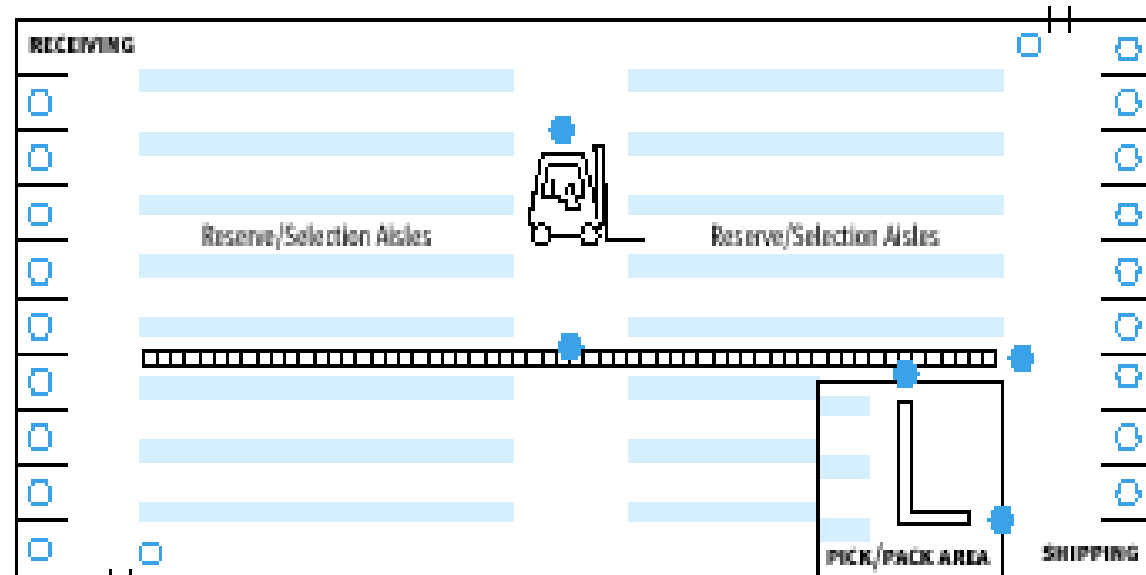 RECEIVING
Reserve/Selection Aisles
Reserve/Selection Aisles
PICK/PACK AREA
SHIPPING